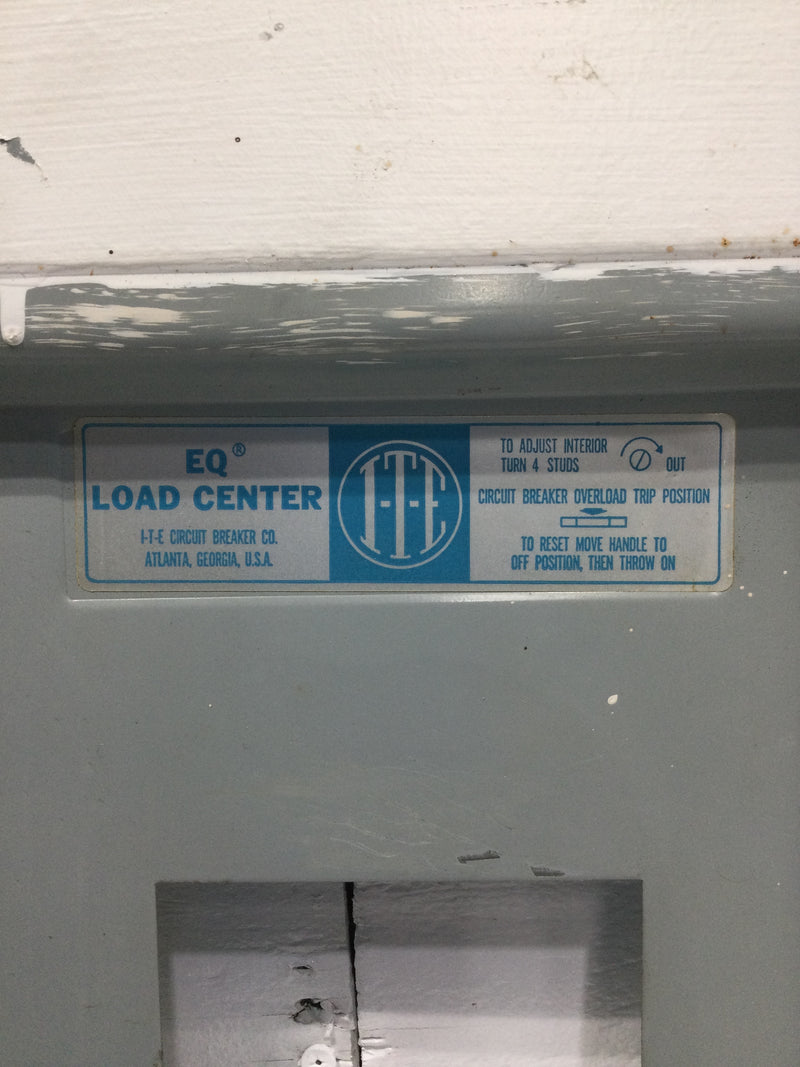 EQ®
LOAD CENTER
I-T-E CIRCUIT BREAKER CO.
ATLANTA, GEORGIA, U.S.A.
I-T-E
TO ADJUST INTERIOR
TURN 4 STUDS OUT
CIRCUIT BREAKER OVERLOAD TRIP POSITION
TO RESET MOVE HANDLE TO
OFF POSITION, THEN THROW ON